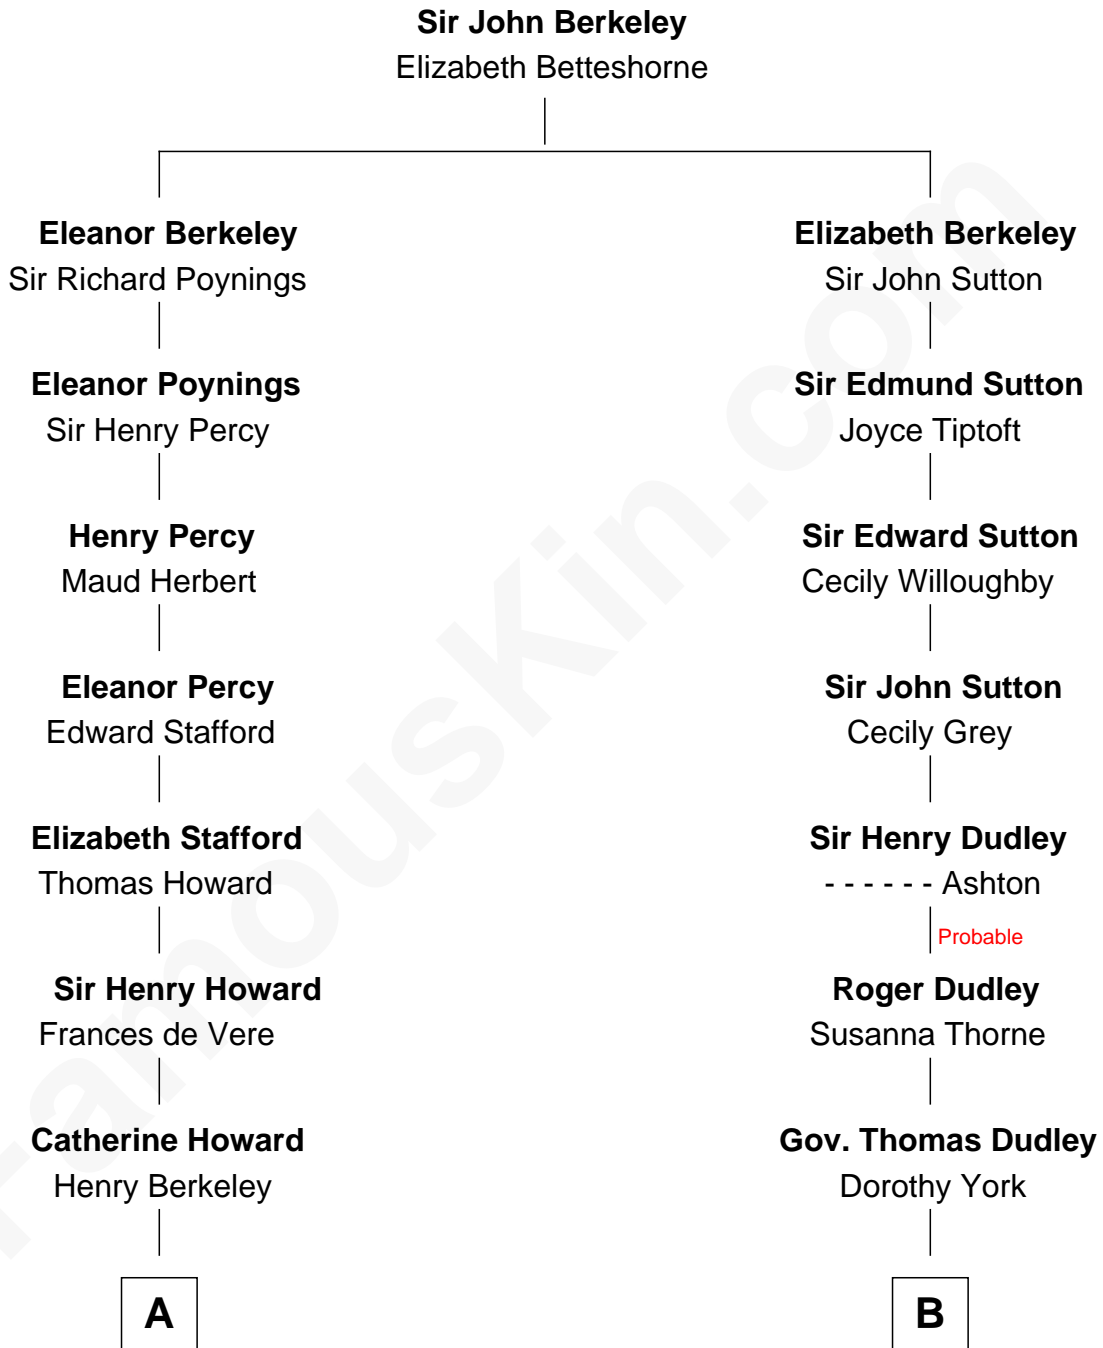 Sir John Berkeley
Elizabeth Betteshorne
Eleanor Berkeley
Sir Richard Poynings
Elizabeth Berkeley
Sir John Sutton
Eleanor Poynings
Sir Henry Percy
Sir Edmund Sutton
Joyce Tiptoft
Henry Percy
Maud Herbert
Sir Edward Sutton
Cecily Willoughby
Eleanor Percy
Edward Stafford
Sir John Sutton
Cecily Grey
Elizabeth Stafford
Thomas Howard
Sir Henry Dudley
- - - - - - Ashton
Probable
Sir Henry Howard
Frances de Vere
Roger Dudley
Susanna Thorne
Catherine Howard
Henry Berkeley
Gov. Thomas Dudley
Dorothy York
A
B
FamousKin.com